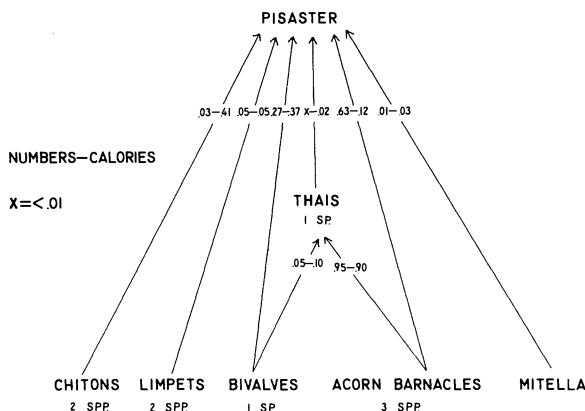 PISASTER
.03–.41 .05–.05 .27–.37 X–.02 .63–.12 .01–.03
NUMBERS–CALORIES
X=<.01
THAIS
1 SP.
.05–.10 .95–.90
CHITONS LIMPETS BIVALVES ACORN BARNACLES MITELLA
2 SPP. 2 SPP. 1 SP. 3 SPP.